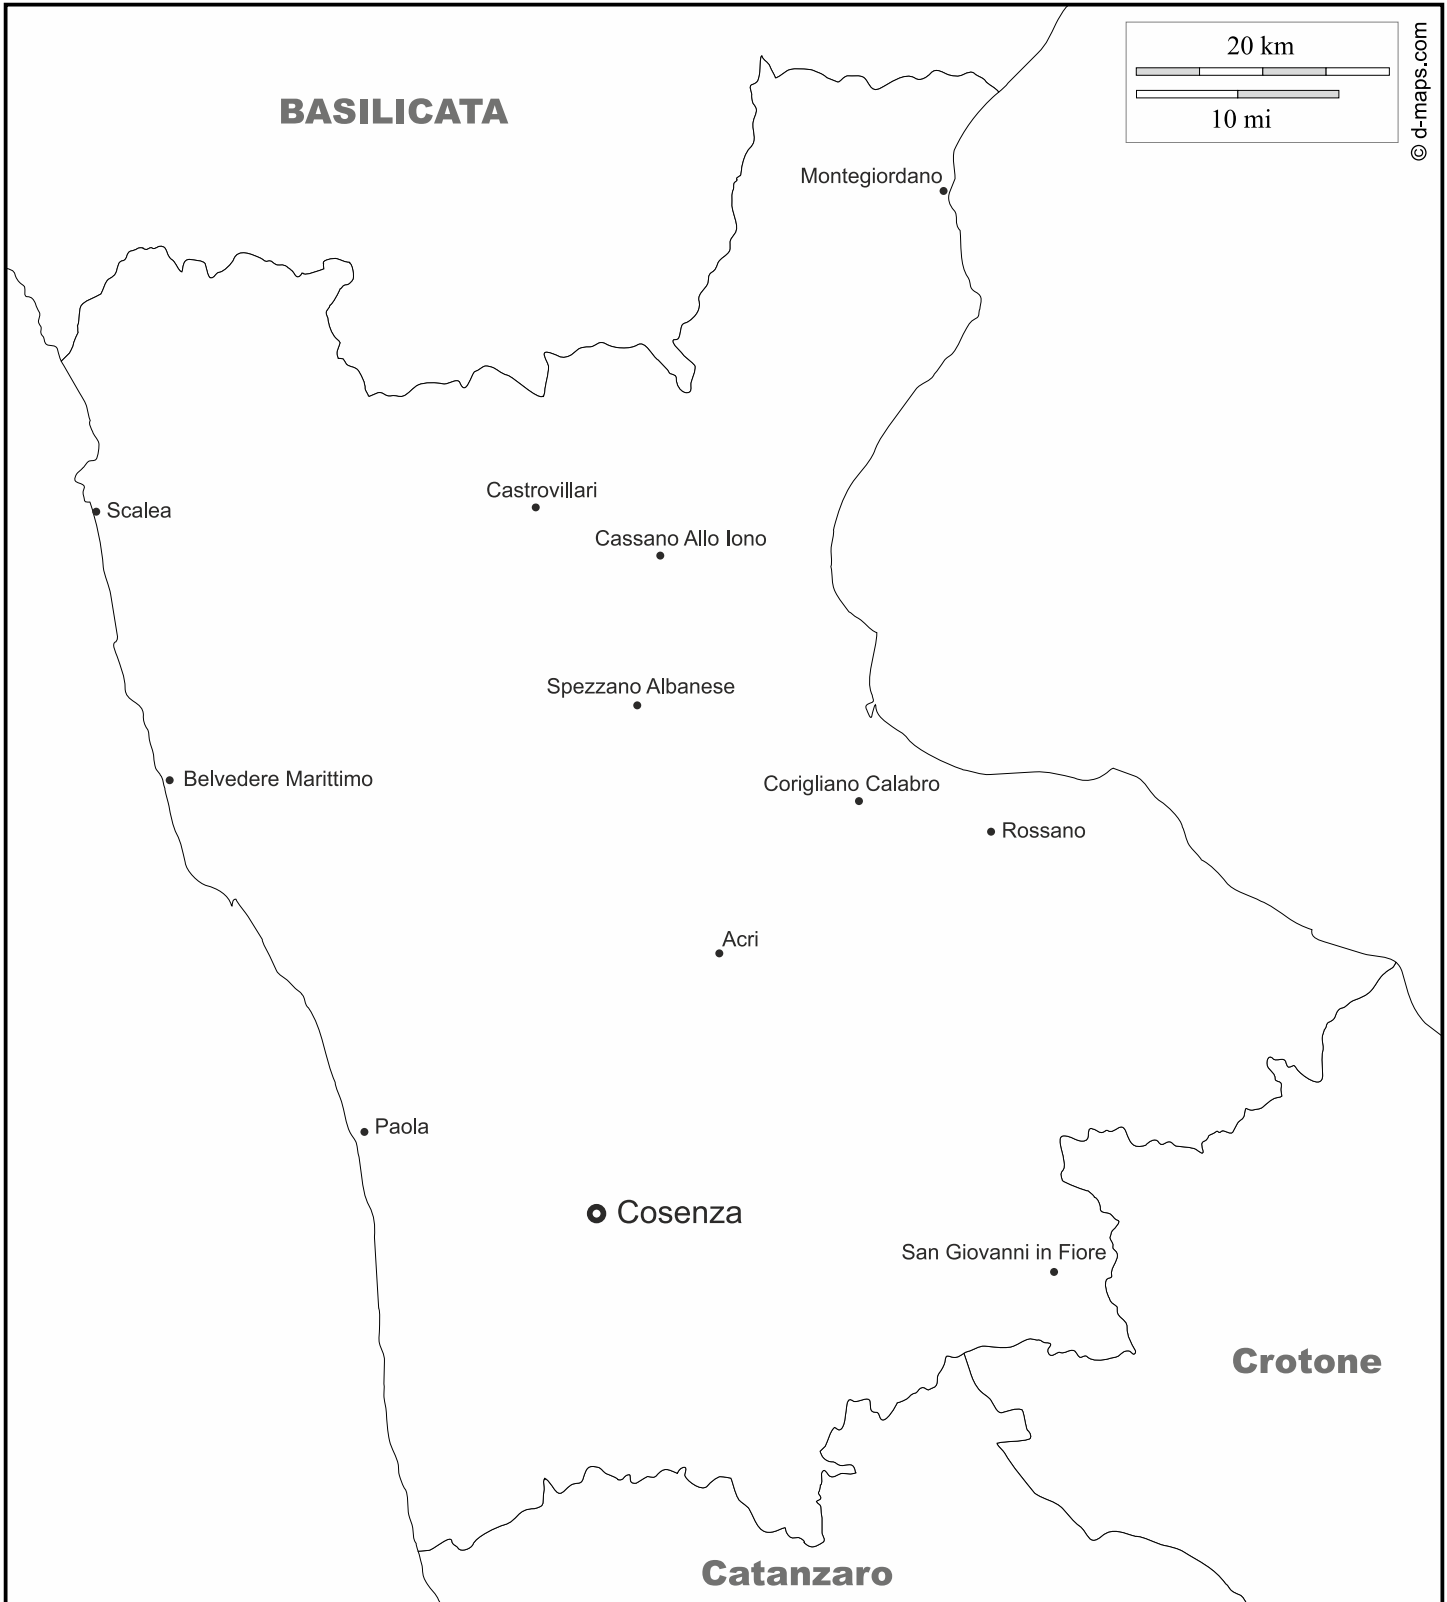 20 km
10 mi
© d-maps.com
BASILICATA
Montegiordano
Castrovillari
Scalea
Cassano Allo Iono
Spezzano Albanese
Belvedere Marittimo
Corigliano Calabro
Rossano
Acri
Paola
Cosenza
San Giovanni in Fiore
Crotone
Catanzaro